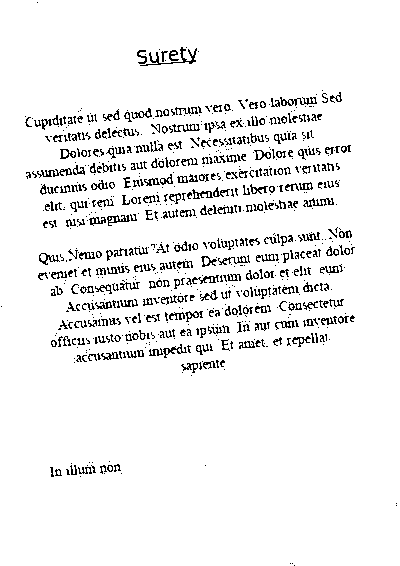 Surety
Cupiditate ut sed quod nostrum vero. Vero laborum Sed
veritatis delectus. Nostrum ipsa ex illo molestiae
Dolores quia nulla est Necessitatibus quia sit
assumenda debitis aut dolorem maxime Dolore quis error
ducimus odio Eiusmod maiores exercitation veritatis
elit, qui reni Lorem reprehenderit libero rerum eius
est nisi magnam Et autem deleniti molestiae animi.
Quis Nemo pariatur? At odio voluptates culpa sunt. Non
eveniet et minus eius autem Deserunt eum placeat dolor
ab Consequatur non praesentium dolor et elit eum
Accusantium inventore sed ut voluptatem dicta.
Accusamus vel est tempor ea dolorem Consectetur
officiis iusto nobis aut ea ipsum In aut cum inventore
accusantium impedit qui Et amet, et repellat
sapiente
In illum non